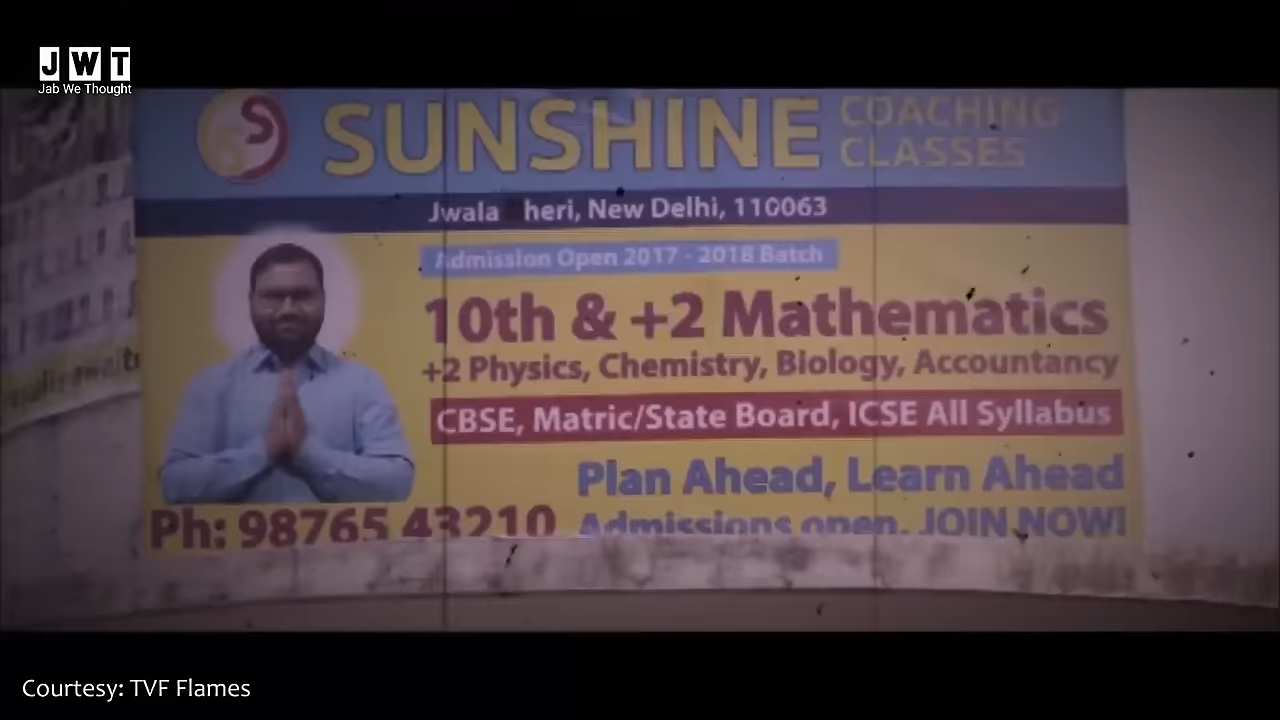 JWT
Jab We Thought
S
SUNSHINE COACHING CLASSES
Jwala heri, New Delhi, 110063
Admission Open 2017 - 2018 Batch
10th & +2 Mathematics
+2 Physics, Chemistry, Biology, Accountancy
CBSE, Matric/State Board, ICSE All Syllabus
Plan Ahead, Learn Ahead
Ph: 98765 43210
Admissions open. JOIN NOW!
Courtesy: TVF Flames